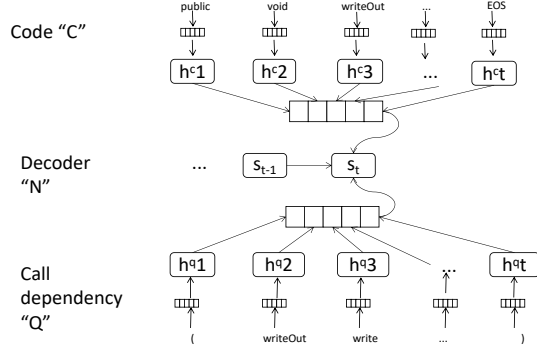 public void writeOut ... EOS
Code “C”
hᶜ1 hᶜ2 hᶜ3 ... hᶜt
Decoder
“N”
... sₜ₋₁ sₜ
hq1 hq2 hq3 ... hqt
Call
dependency
“Q”
( writeOut write ... )